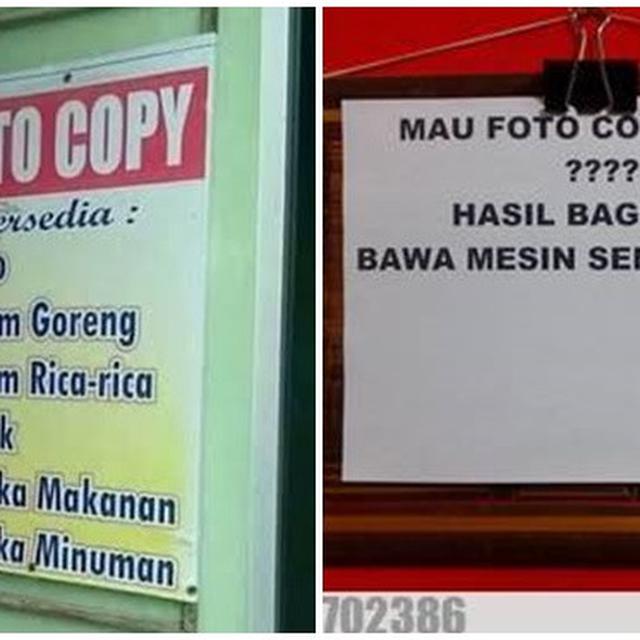 TO COPY
ersedia :
o
m Goreng
m Rica-rica
k
ka Makanan
ka Minuman
MAU FOTO CO
????
HASIL BAG
BAWA MESIN SE
702386